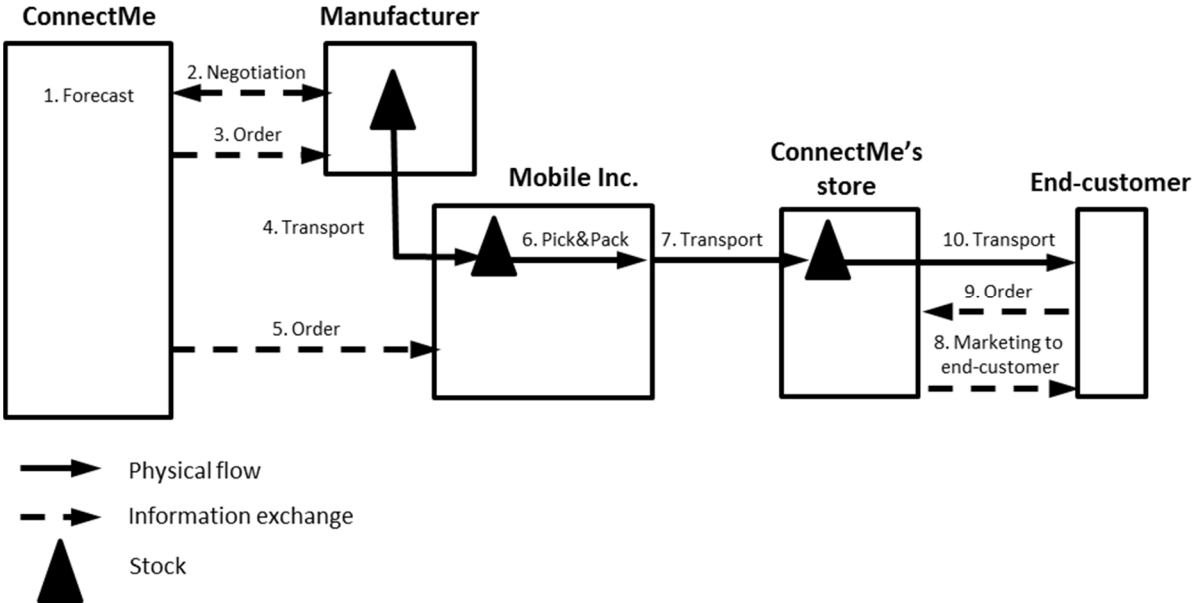 ConnectMe
Manufacturer
2. Negotiation
1. Forecast
3. Order
ConnectMe's
store
Mobile Inc.
End-customer
4. Transport
6. Pick&Pack
7. Transport
10. Transport
9. Order
5. Order
8. Marketing to
end-customer
Physical flow
Information exchange
Stock